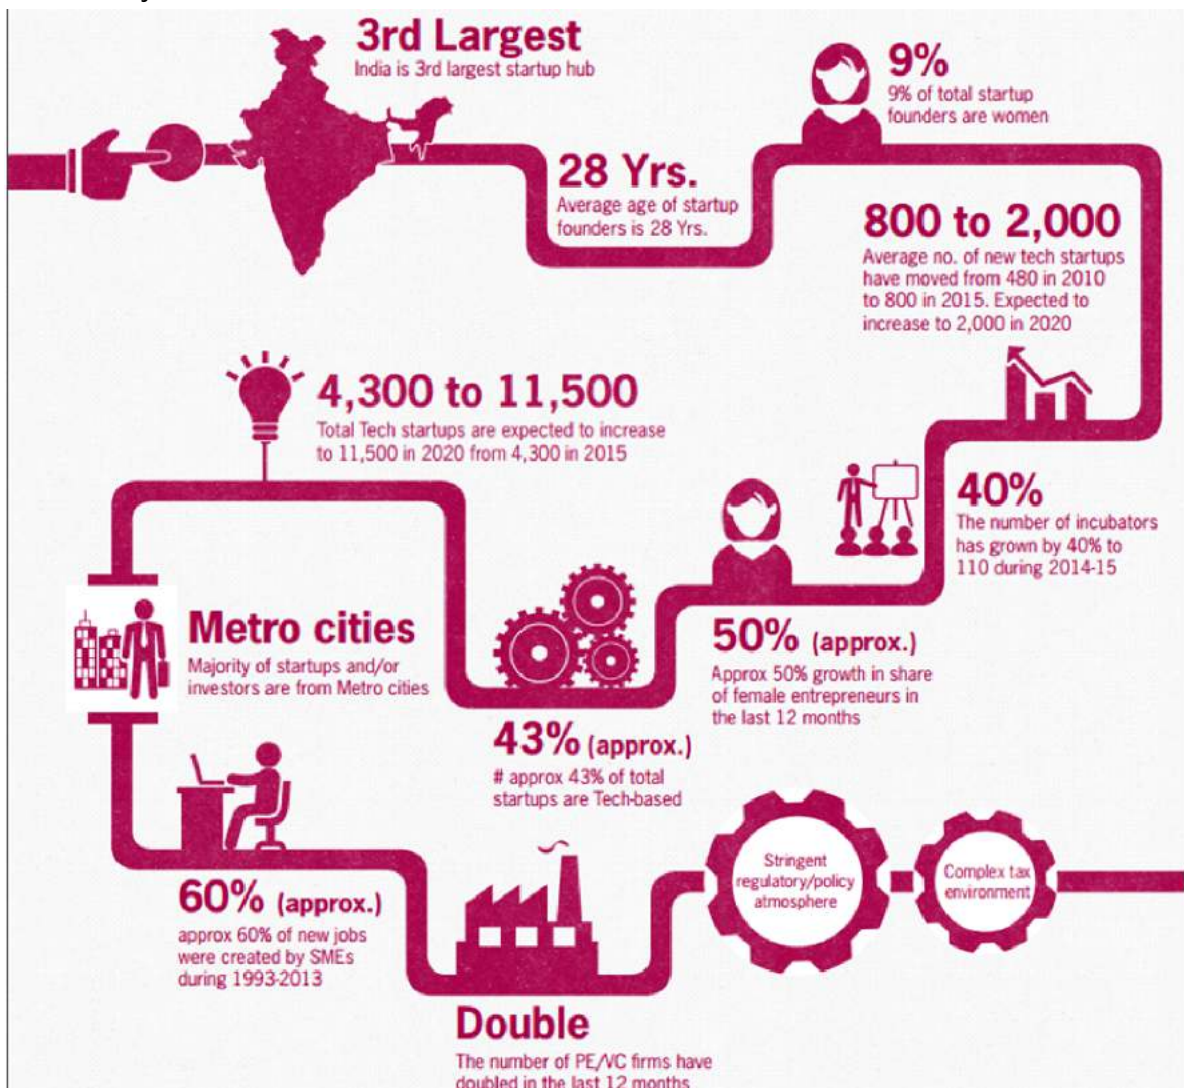 3rd Largest
India is 3rd largest startup hub
28 Yrs.
Average age of startup
founders is 28 Yrs.
9%
9% of total startup
founders are women
800 to 2,000
Average no. of new tech startups
have moved from 480 in 2010
to 800 in 2015. Expected to
increase to 2,000 in 2020
40%
The number of incubators
has grown by 40% to
110 during 2014-15
50% (approx.)
Approx 50% growth in share
of female entrepreneurs in
the last 12 months
43% (approx.)
# approx 43% of total
startups are Tech-based
4,300 to 11,500
Total Tech startups are expected to increase
to 11,500 in 2020 from 4,300 in 2015
Metro cities
Majority of startups and/or
investors are from Metro cities
60% (approx.)
approx 60% of new jobs
were created by SMEs
during 1993-2013
Double
The number of PE/VC firms have
doubled in the last 12 months
Stringent
regulatory/policy
atmosphere
Complex tax
environment